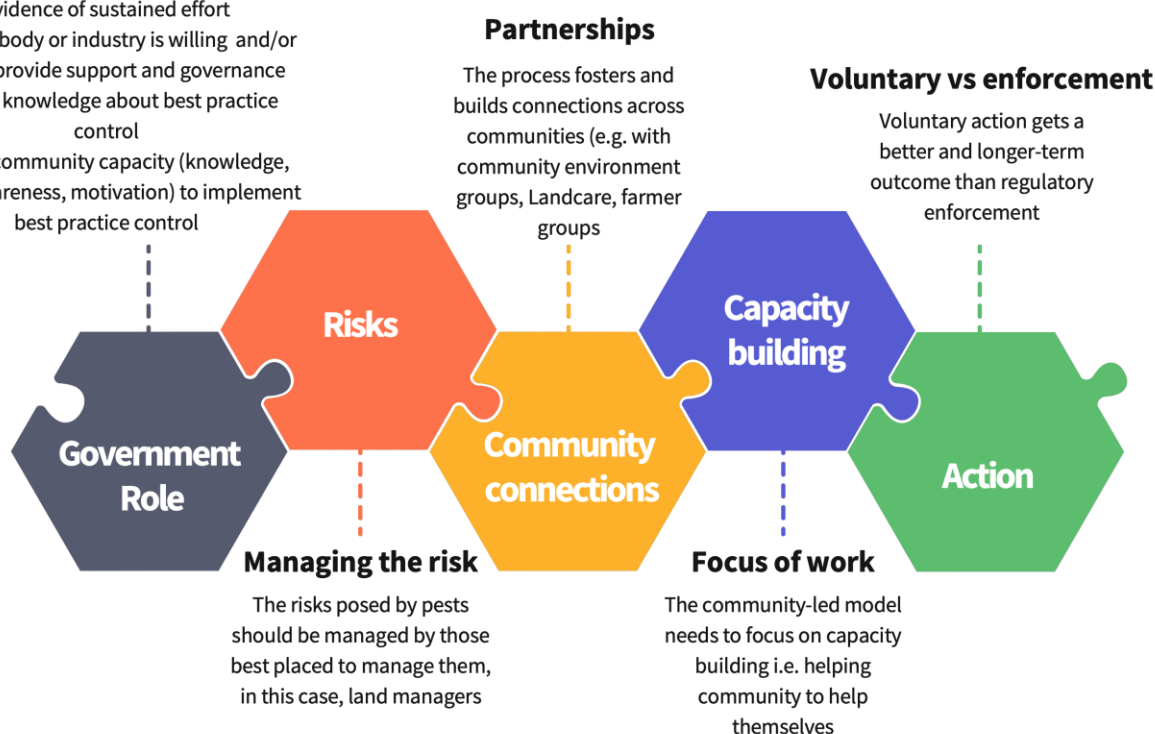 evidence of sustained effort
body or industry is willing and/or
provide support and governance
knowledge about best practice
control
community capacity (knowledge,
awareness, motivation) to implement
best practice control
Government
Role
Risks
Managing the risk
The risks posed by pests
should be managed by those
best placed to manage them,
in this case, land managers
Partnerships
The process fosters and
builds connections across
communities (e.g. with
community environment
groups, Landcare, farmer
groups
Community
connections
Capacity
building
Focus of work
The community-led model
needs to focus on capacity
building i.e. helping
community to help
themselves
Voluntary vs enforcement
Voluntary action gets a
better and longer-term
outcome than regulatory
enforcement
Action